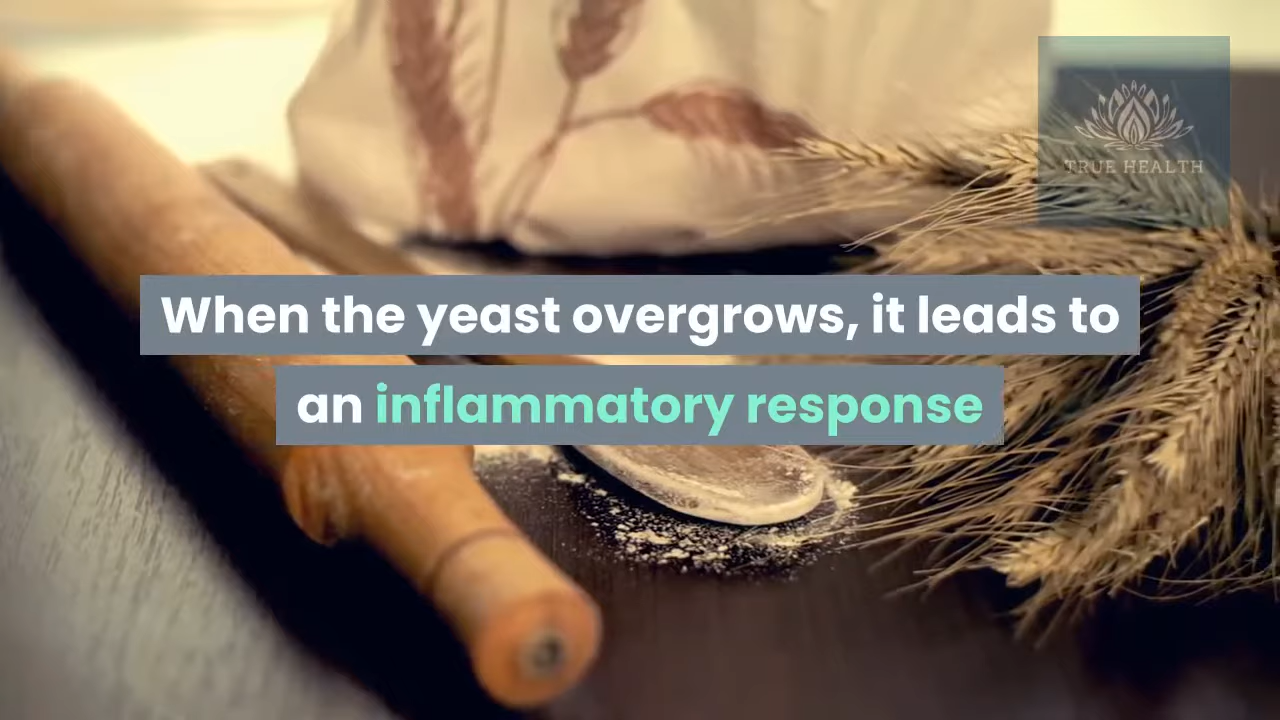 TRUE HEALTH
When the yeast overgrows, it leads to
an inflammatory response